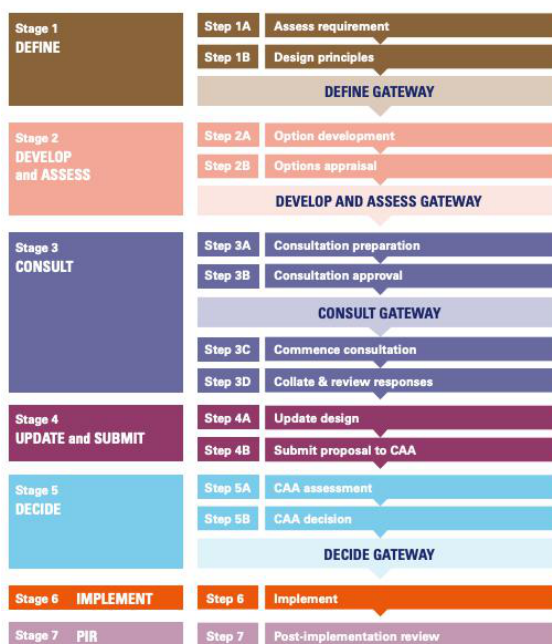 Stage 1
DEFINE
Step 1A Assess requirement
Step 1B Design principles
DEFINE GATEWAY
Stage 2
DEVELOP
and ASSESS
Step 2A Option development
Step 2B Options appraisal
DEVELOP AND ASSESS GATEWAY
Stage 3
CONSULT
Step 3A Consultation preparation
Step 3B Consultation approval
CONSULT GATEWAY
Step 3C Commence consultation
Step 3D Collate & review responses
Stage 4
UPDATE and SUBMIT
Step 4A Update design
Step 4B Submit proposal to CAA
Stage 5
DECIDE
Step 5A CAA assessment
Step 5B CAA decision
DECIDE GATEWAY
Stage 6 IMPLEMENT
Step 6 Implement
Stage 7 PIR
Step 7 Post-implementation review